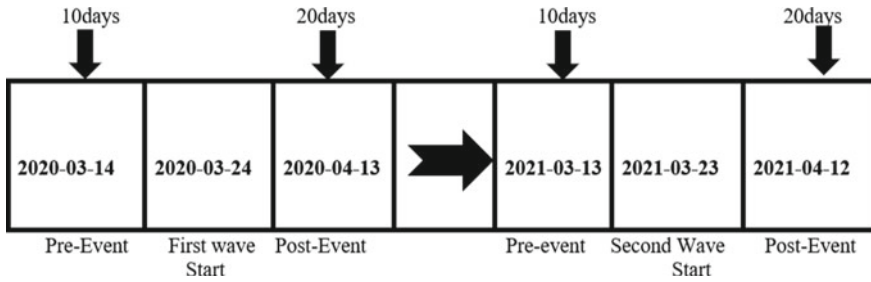 10days 20days 10days 20days
2020-03-14 2020-03-24 2020-04-13 2021-03-13 2021-03-23 2021-04-12
Pre-Event First wave Post-Event Pre-event Second Wave Post-Event
Start Start